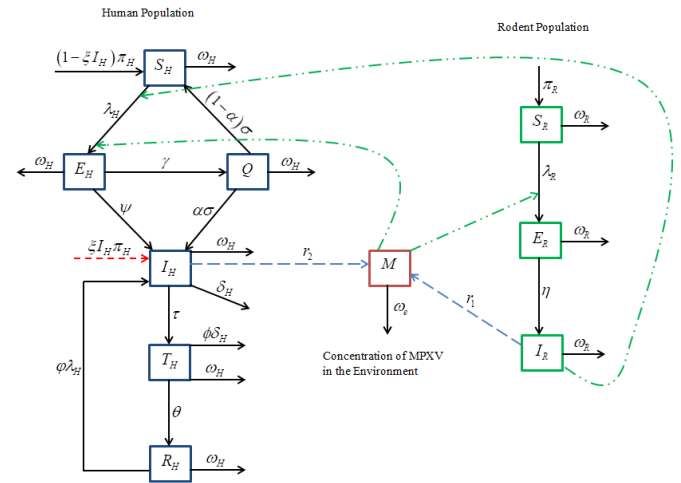 Human Population
Rodent Population
(1-ξI_H)π_H
S_H
ω_H
π_R
S_R
ω_R
λ_H
(1-α)σ
ω_H
E_H
γ
Q
ω_H
λ_R
ψ
ασ
E_R
ω_R
ξI_Hπ_H
I_H
ω_H
r_2
M
δ_H
r_1
η
τ
ω_e
φλ_H
T_H
ϕδ_H
ω_H
Concentration of MPXV
in the Environment
I_R
ω_R
θ
R_H
ω_H